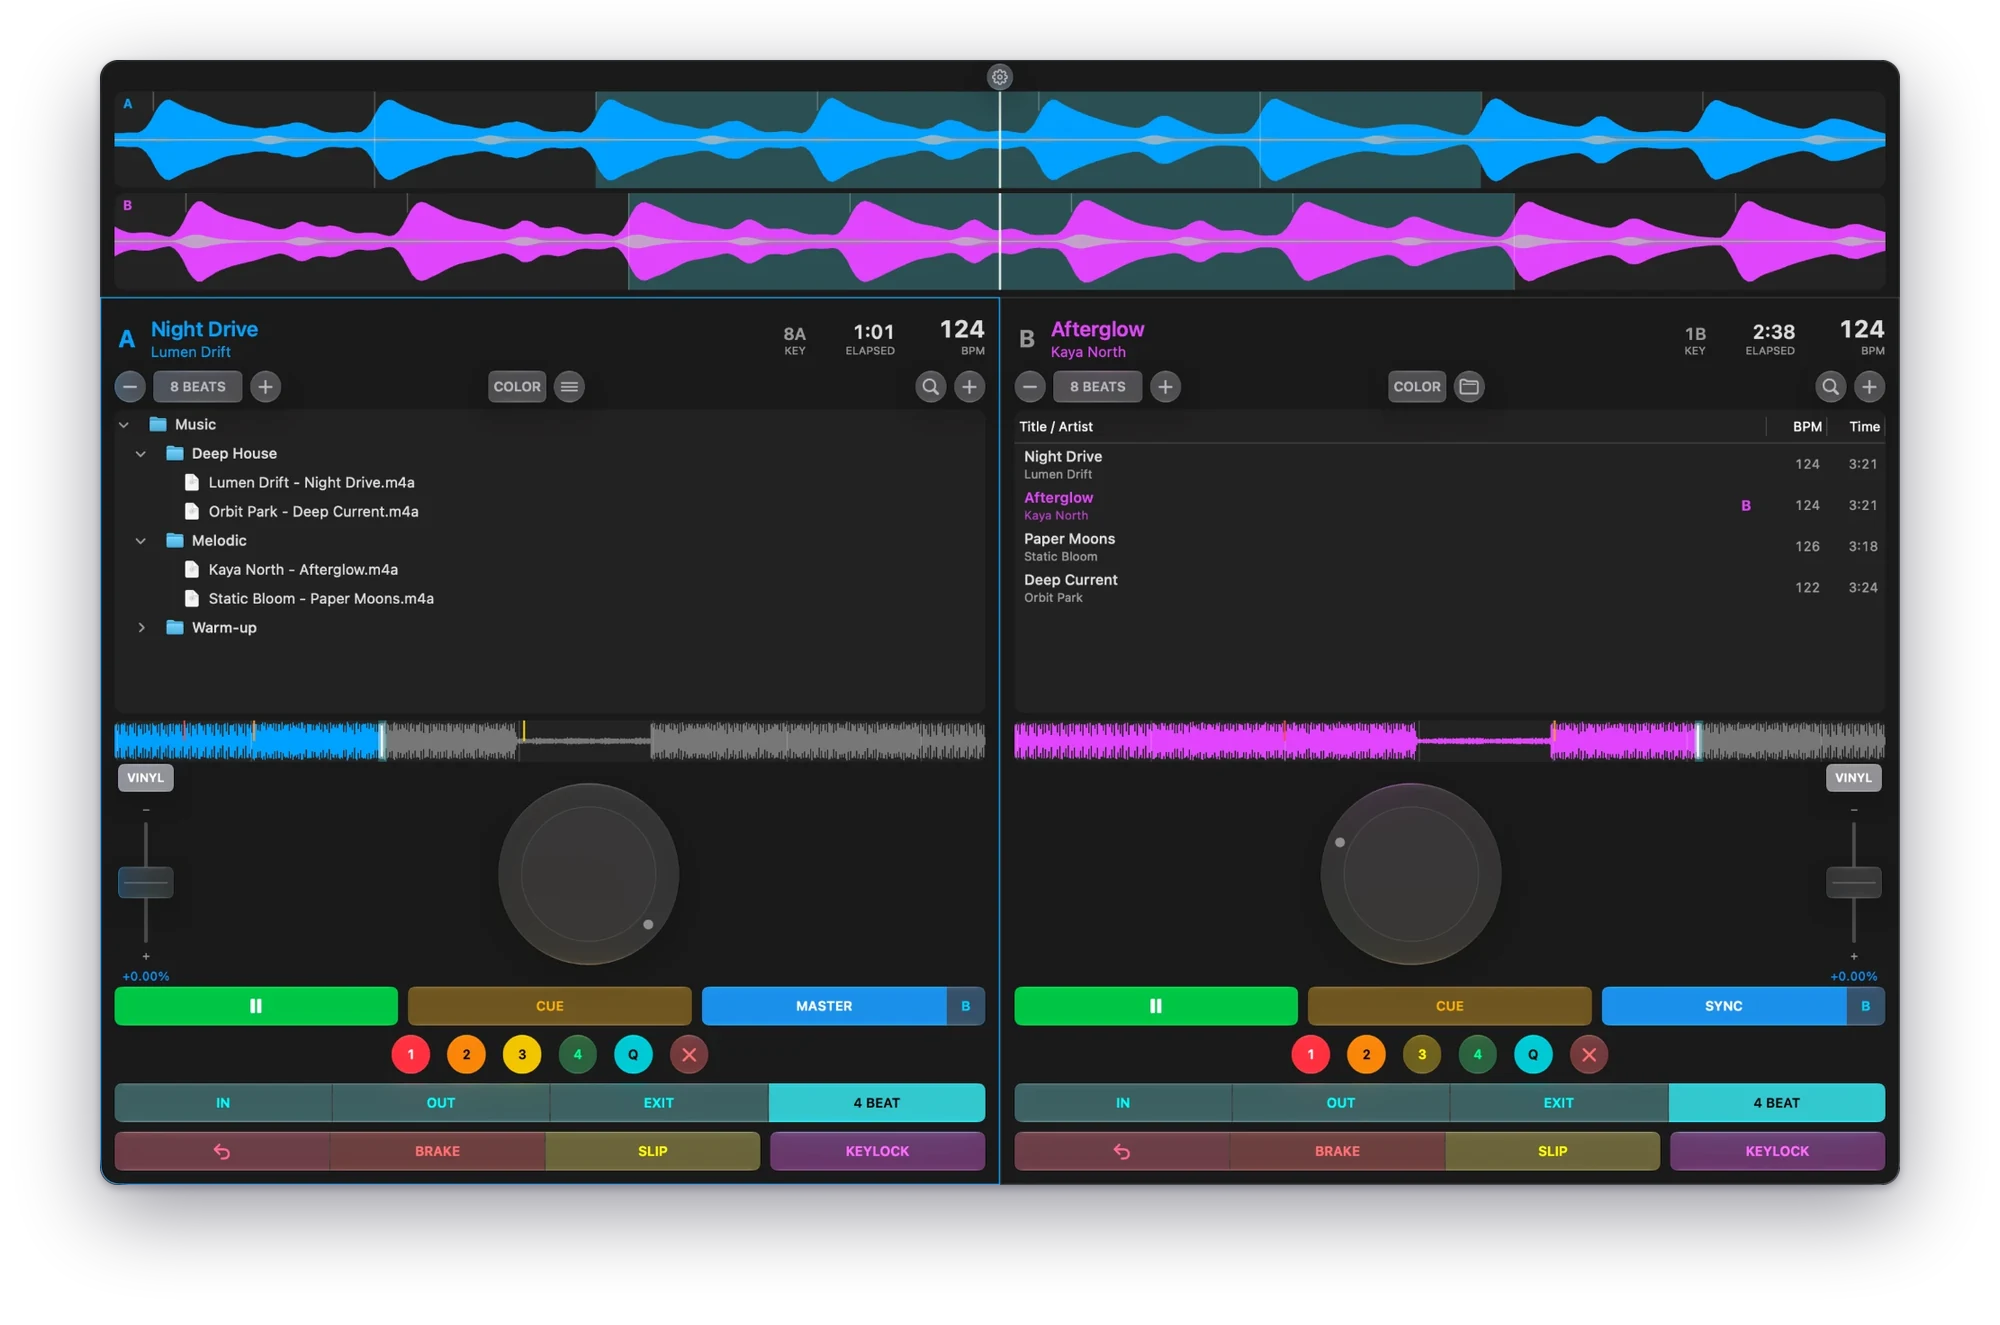 A
B
A Night Drive 8A 1:01 124
Lumen Drift KEY ELAPSED BPM
− 8 BEATS + COLOR +
Music
Deep House
Lumen Drift - Night Drive.m4a
Orbit Park - Deep Current.m4a
Melodic
Kaya North - Afterglow.m4a
Static Bloom - Paper Moons.m4a
Warm-up
VINYL
−
+
+0.00%
CUE MASTER B
1 2 3 4 Q
IN OUT EXIT 4 BEAT
BRAKE SLIP KEYLOCK
B Afterglow 1B 2:38 124
Kaya North KEY ELAPSED BPM
− 8 BEATS + COLOR +
Title / Artist BPM Time
Night Drive 124 3:21
Lumen Drift
Afterglow B 124 3:21
Kaya North
Paper Moons 126 3:18
Static Bloom
Deep Current 122 3:24
Orbit Park
VINYL
−
+
+0.00%
CUE SYNC B
1 2 3 4 Q
IN OUT EXIT 4 BEAT
BRAKE SLIP KEYLOCK